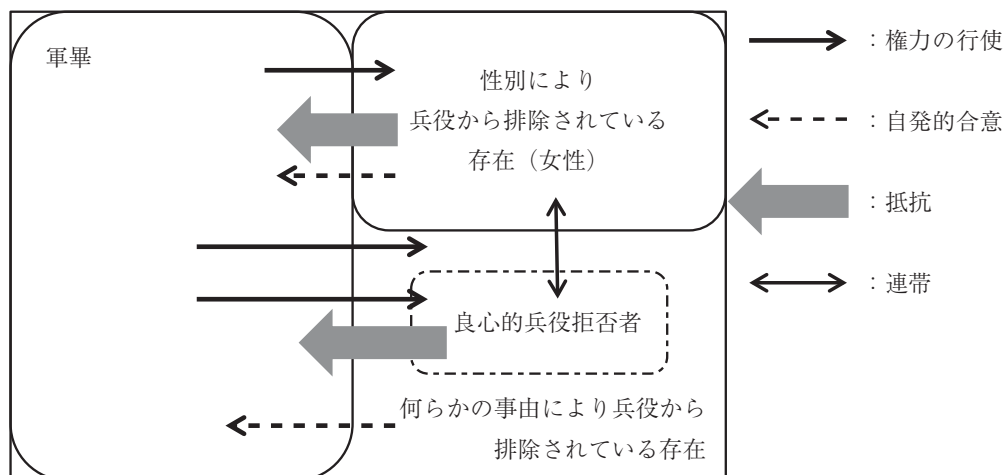 軍畢
性別により
兵役から排除されている
存在（女性）
良心的兵役拒否者
何らかの事由により兵役から
排除されている存在
：権力の行使
：自発的合意
：抵抗
：連帯